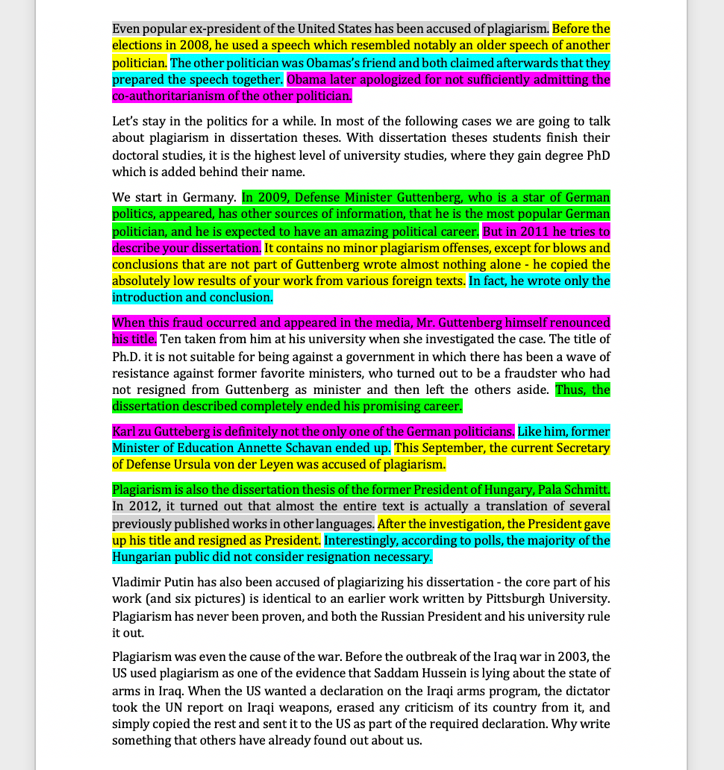 Even popular ex-president of the United States has been accused of plagiarism. Before the
elections in 2008, he used a speech which resembled notably an older speech of another
politician. The other politician was Obamas's friend and both claimed afterwards that they
prepared the speech together. Obama later apologized for not sufficiently admitting the
co-authoritarianism of the other politician.
Let's stay in the politics for a while. In most of the following cases we are going to talk
about plagiarism in dissertation theses. With dissertation theses students finish their
doctoral studies, it is the highest level of university studies, where they gain degree PhD
which is added behind their name.
We start in Germany. In 2009, Defense Minister Guttenberg, who is a star of German
politics, appeared, has other sources of information, that he is the most popular German
politician, and he is expected to have an amazing political career. But in 2011 he tries to
describe your dissertation. It contains no minor plagiarism offenses, except for blows and
conclusions that are not part of Guttenberg wrote almost nothing alone - he copied the
absolutely low results of your work from various foreign texts. In fact, he wrote only the
introduction and conclusion.
When this fraud occurred and appeared in the media, Mr. Guttenberg himself renounced
his title. Ten taken from him at his university when she investigated the case. The title of
Ph.D. it is not suitable for being against a government in which there has been a wave of
resistance against former favorite ministers, who turned out to be a fraudster who had
not resigned from Guttenberg as minister and then left the others aside. Thus, the
dissertation described completely ended his promising career.
Karl zu Gutteberg is definitely not the only one of the German politicians. Like him, former
Minister of Education Annette Schavan ended up. This September, the current Secretary
of Defense Ursula von der Leyen was accused of plagiarism.
Plagiarism is also the dissertation thesis of the former President of Hungary, Pala Schmitt.
In 2012, it turned out that almost the entire text is actually a translation of several
previously published works in other languages. After the investigation, the President gave
up his title and resigned as President. Interestingly, according to polls, the majority of the
Hungarian public did not consider resignation necessary.
Vladimir Putin has also been accused of plagiarizing his dissertation - the core part of his
work (and six pictures) is identical to an earlier work written by Pittsburgh University.
Plagiarism has never been proven, and both the Russian President and his university rule
it out.
Plagiarism was even the cause of the war. Before the outbreak of the Iraq war in 2003, the
US used plagiarism as one of the evidence that Saddam Hussein is lying about the state of
arms in Iraq. When the US wanted a declaration on the Iraqi arms program, the dictator
took the UN report on Iraqi weapons, erased any criticism of its country from it, and
simply copied the rest and sent it to the US as part of the required declaration. Why write
something that others have already found out about us.